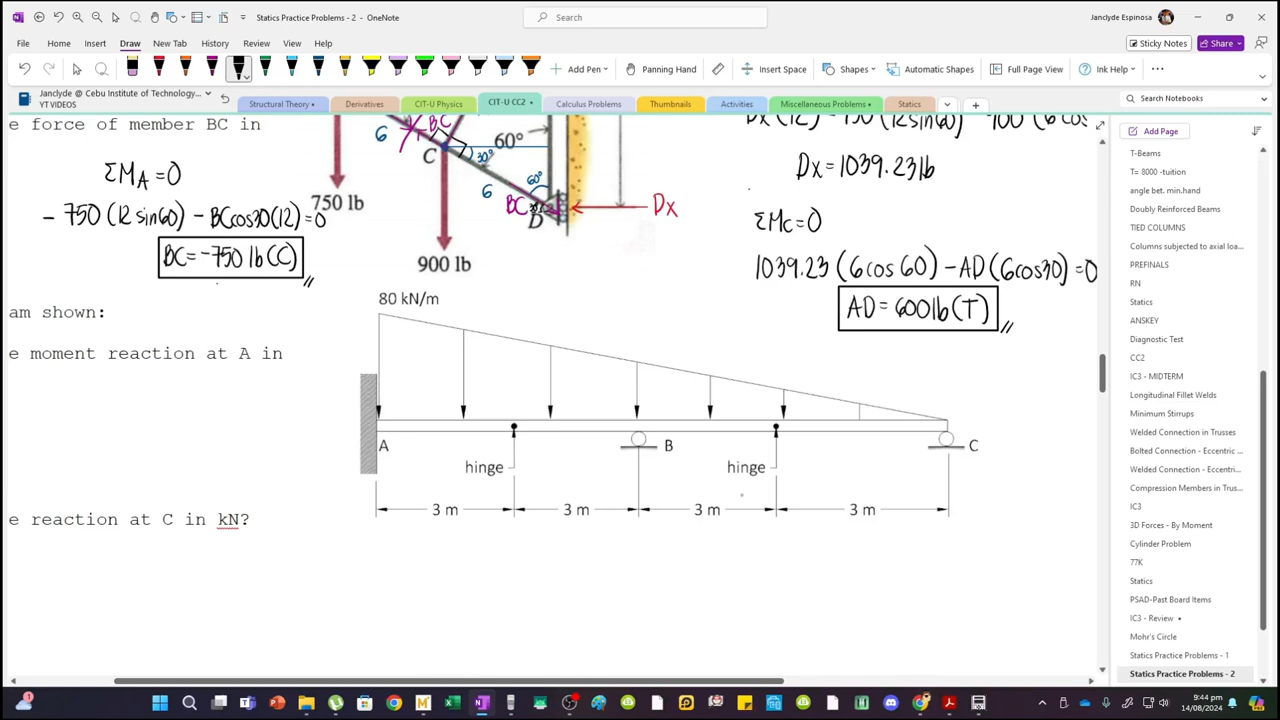 Statics Practice Problems - 2 - OneNote
Search
Janclyde Espinosa
File Home Insert Draw New Tab History Review View Help
Sticky Notes
Share
Add Pen
Panning Hand
Insert Space
Shapes
Automatic Shapes
Full Page View
Ink Help
Janclyde @ Cebu Institute of Technology...
YT VIDEOS
Structural Theory
Derivatives
CIT-U Physics
CIT-U CC2
Calculus Problems
Thumbnails
Activities
Miscellaneous Problems
Statics
Search Notebooks
Add Page
e force of member BC in
ΣMA =0
- 750 (12 sin60) - BCcos30(12)=0
BC= -750 lb (C)
6
BC
C
30°
60°
6
60°
BC
D
Dx
750 lb
900 lb
Dx = 1039.23lb
ΣMc=0
1039.23 (6cos 60) - AD(6cos30) =0
AD= 600lb (T)
am shown:
e moment reaction at A in
e reaction at C in kN?
80 kN/m
A
B
C
hinge
hinge
3 m
3 m
3 m
3 m
T-Beams
T= 8000 -tuition
angle bet. min.hand
Doubly Reinforced Beams
TIED COLUMNS
Columns subjected to axial loa...
PREFINALS
RN
Statics
ANSKEY
Diagnostic Test
CC2
IC3 - MIDTERM
Longitudinal Fillet Welds
Minimum Stirrups
Welded Connection in Trusses
Bolted Connection - Eccentric ...
Welded Connection - Eccentri...
Compression Members in Trus...
IC3
3D Forces - By Moment
Cylinder Problem
77K
Statics
PSAD-Past Board Items
IC3 - Review
Mohr's Circle
Statics Practice Problems - 1
Statics Practice Problems - 2
1
9:44 pm
14/08/2024